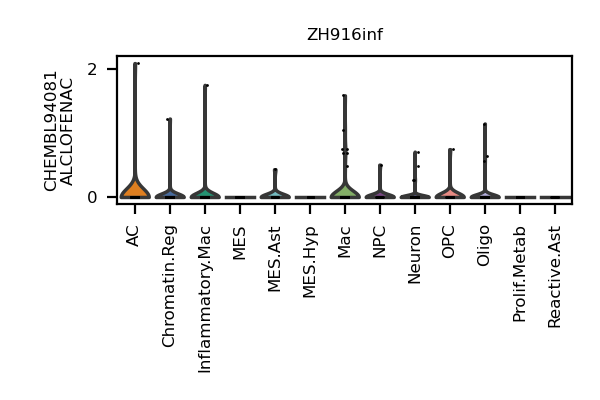 ZH916inf
CHEMBL94081
ALCLOFENAC
2
0
AC
Chromatin.Reg
Inflammatory.Mac
MES
MES.Ast
MES.Hyp
Mac
NPC
Neuron
OPC
Oligo
Prolif.Metab
Reactive.Ast